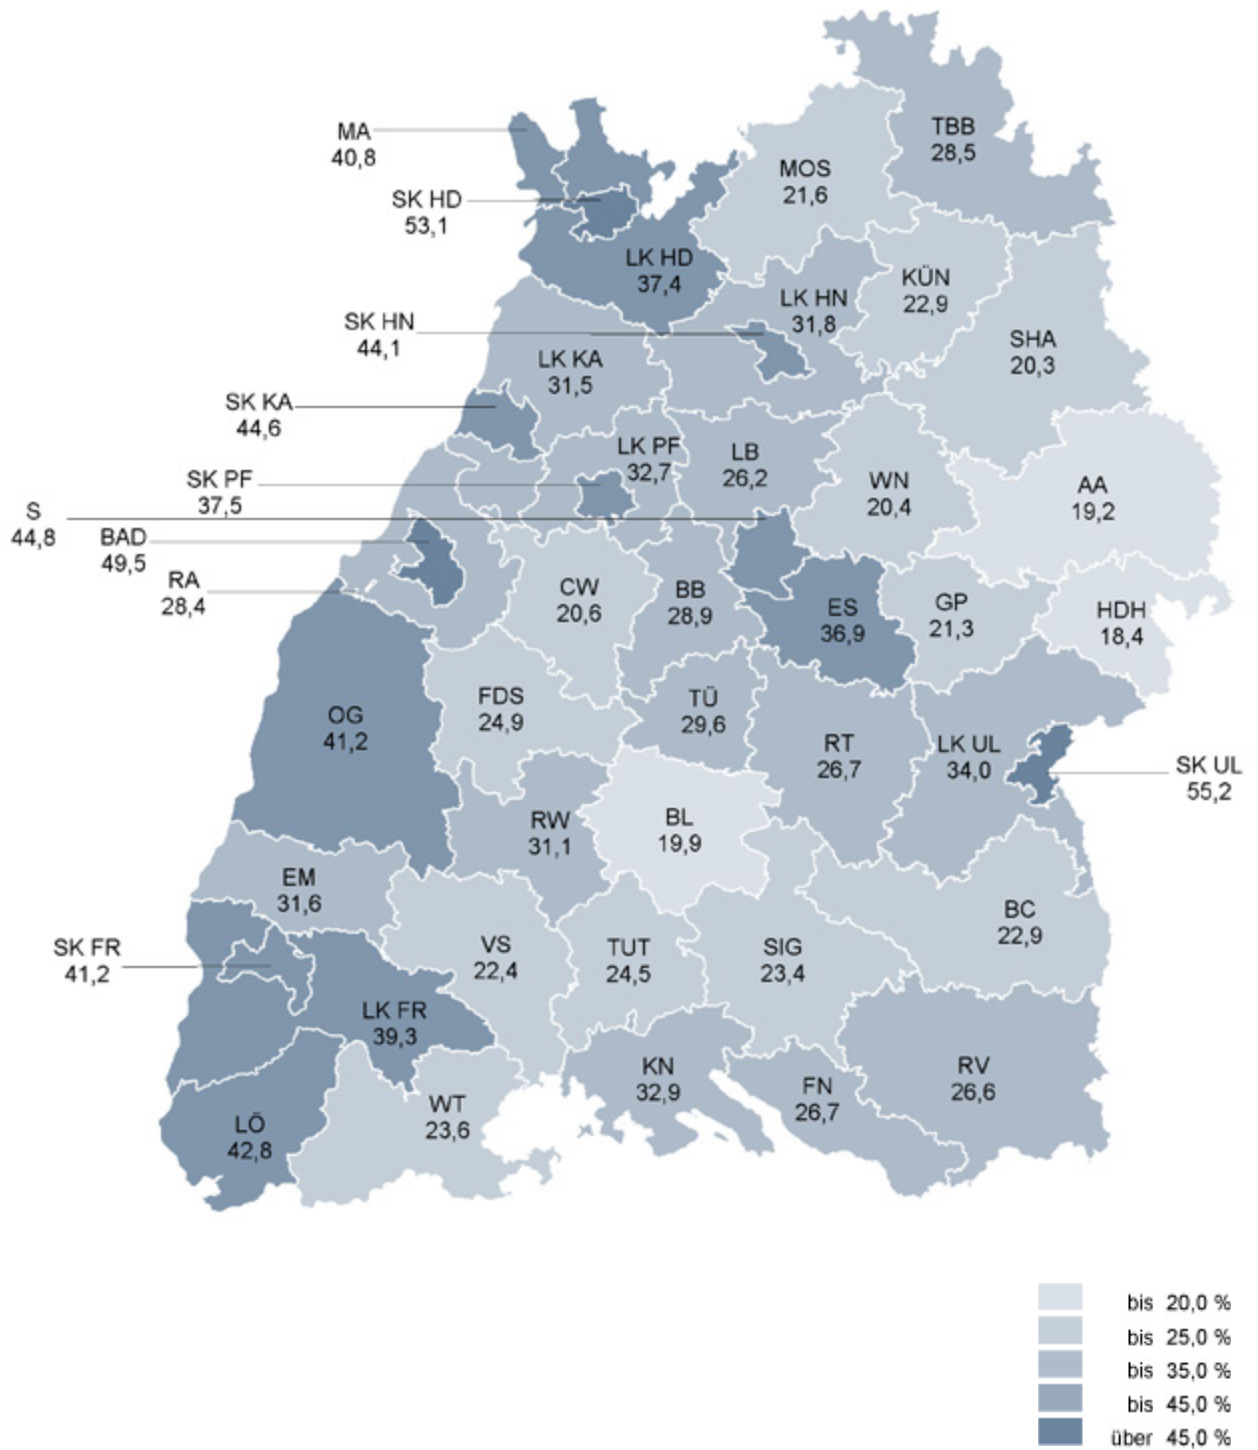 TBB
28,5
MA
40,8
MOS
21,6
SK HD
53,1
LK HD
37,4
KÜN
22,9
LK HN
31,8
SK HN
44,1
SHA
20,3
LK KA
31,5
SK KA
44,6
LK PF
32,7
LB
26,2
SK PF
37,5
WN
20,4
AA
19,2
S
44,8
BAD
49,5
RA
28,4
CW
20,6
BB
28,9
ES
36,9
GP
21,3
HDH
18,4
FDS
24,9
TÜ
29,6
OG
41,2
RT
26,7
LK UL
34,0
SK UL
55,2
RW
31,1
BL
19,9
EM
31,6
BC
22,9
SK FR
41,2
VS
22,4
TUT
24,5
SIG
23,4
LK FR
39,3
KN
32,9
RV
26,6
FN
26,7
WT
23,6
LÖ
42,8
bis 20,0 %
bis 25,0 %
bis 35,0 %
bis 45,0 %
über 45,0 %